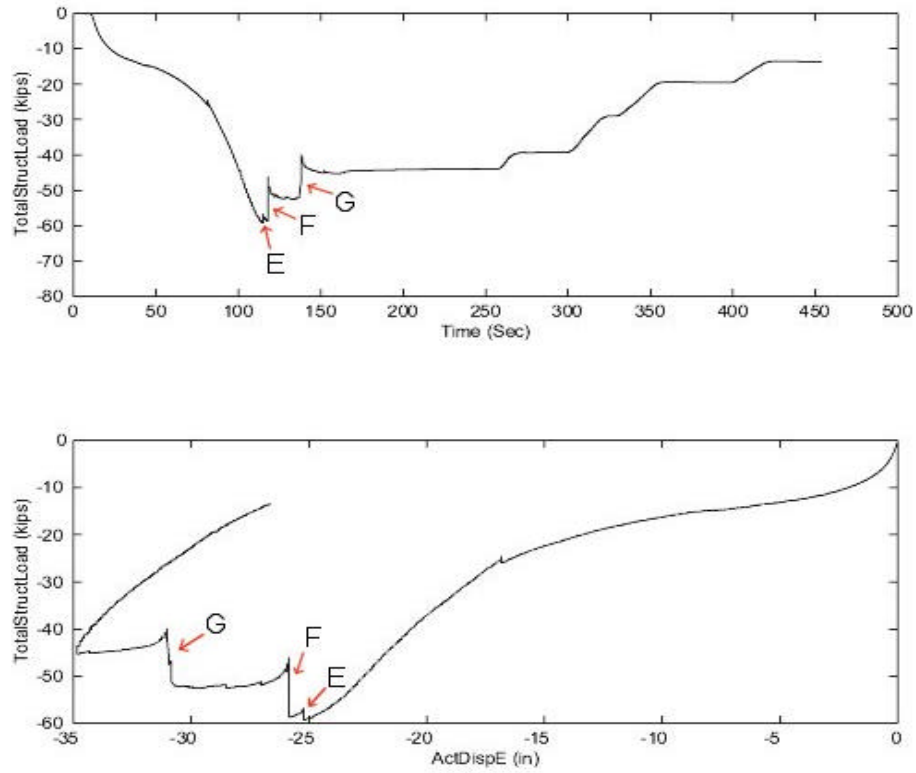 0
-10
-20
-30
-40
-50
-60
-70
-80
TotalStructLoad (kips)
E
F
G
0 50 100 150 200 250 300 350 400 450 500
Time (Sec)
0
-10
-20
-30
-40
-50
-60
TotalStructLoad (kips)
G
F
E
-35 -30 -25 -20 -15 -10 -5 0
ActDispE (in)